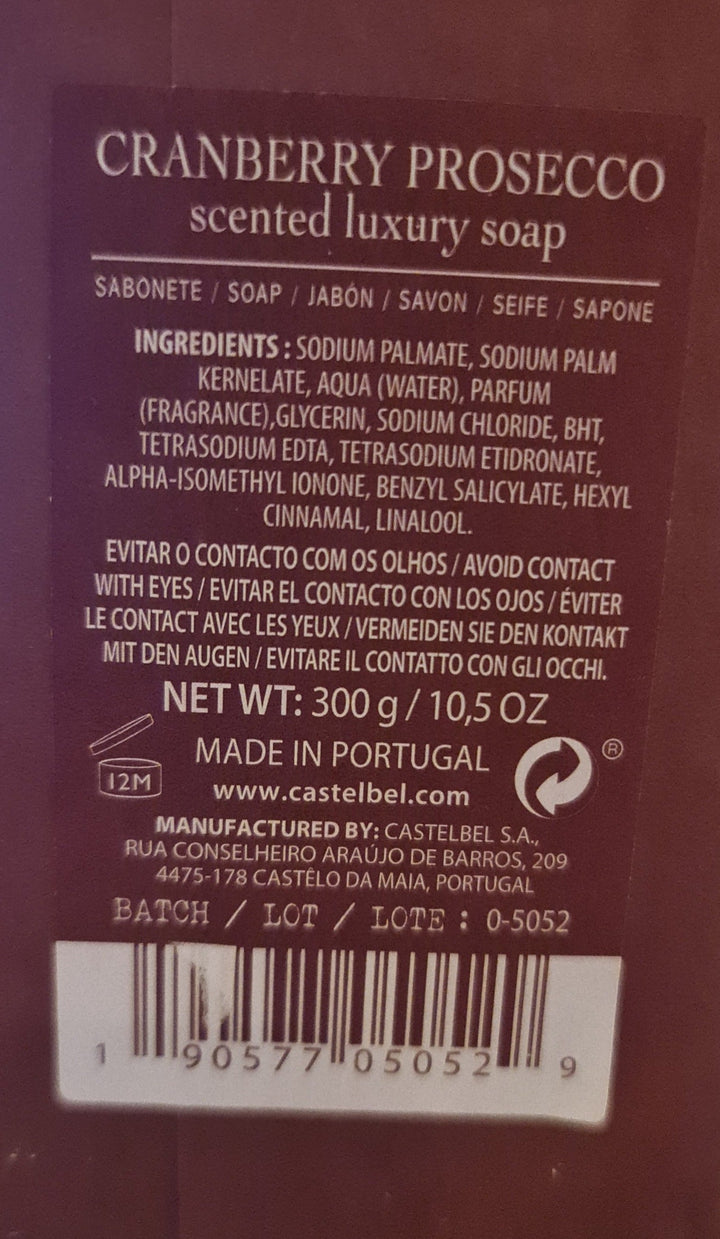 CRANBERRY PROSECCO
scented luxury soap
SABONETE / SOAP / JABÓN / SAVON / SEIFE / SAPONE
INGREDIENTS : SODIUM PALMATE, SODIUM PALM
KERNELATE, AQUA (WATER), PARFUM
(FRAGRANCE),GLYCERIN, SODIUM CHLORIDE, BHT,
TETRASODIUM EDTA, TETRASODIUM ETIDRONATE,
ALPHA-ISOMETHYL IONONE, BENZYL SALICYLATE, HEXYL
CINNAMAL, LINALOOL.
EVITAR O CONTACTO COM OS OLHOS / AVOID CONTACT
WITH EYES / EVITAR EL CONTACTO CON LOS OJOS / ÉVITER
LE CONTACT AVEC LES YEUX / VERMEIDEN SIE DEN KONTAKT
MIT DEN AUGEN / EVITARE IL CONTATTO CON GLI OCCHI.
NET WT: 300 g / 10,5 OZ
MADE IN PORTUGAL ®
12M www.castelbel.com
MANUFACTURED BY: CASTELBEL S.A.,
RUA CONSELHEIRO ARAÚJO DE BARROS, 209
4475-178 CASTÊLO DA MAIA, PORTUGAL
BATCH / LOT / LOTE : 0-5052
1 90577 05052 9